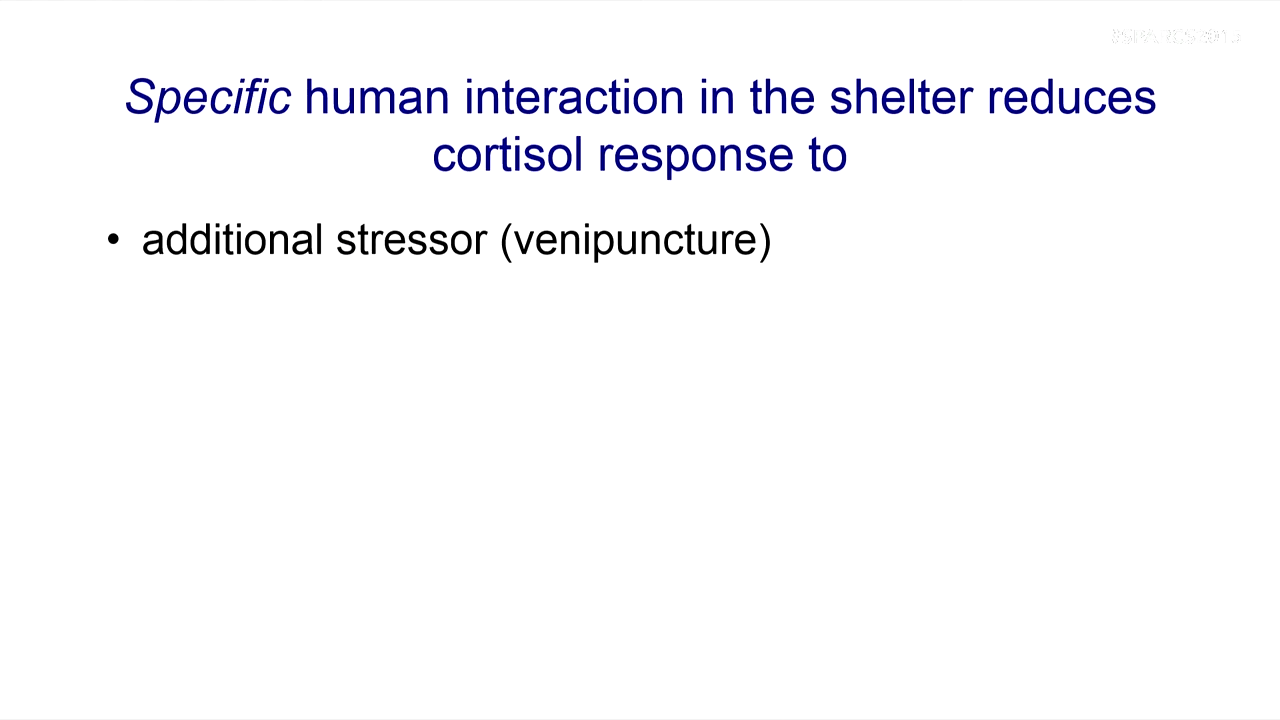 Specific human interaction in the shelter reduces
cortisol response to
• additional stressor (venipuncture)